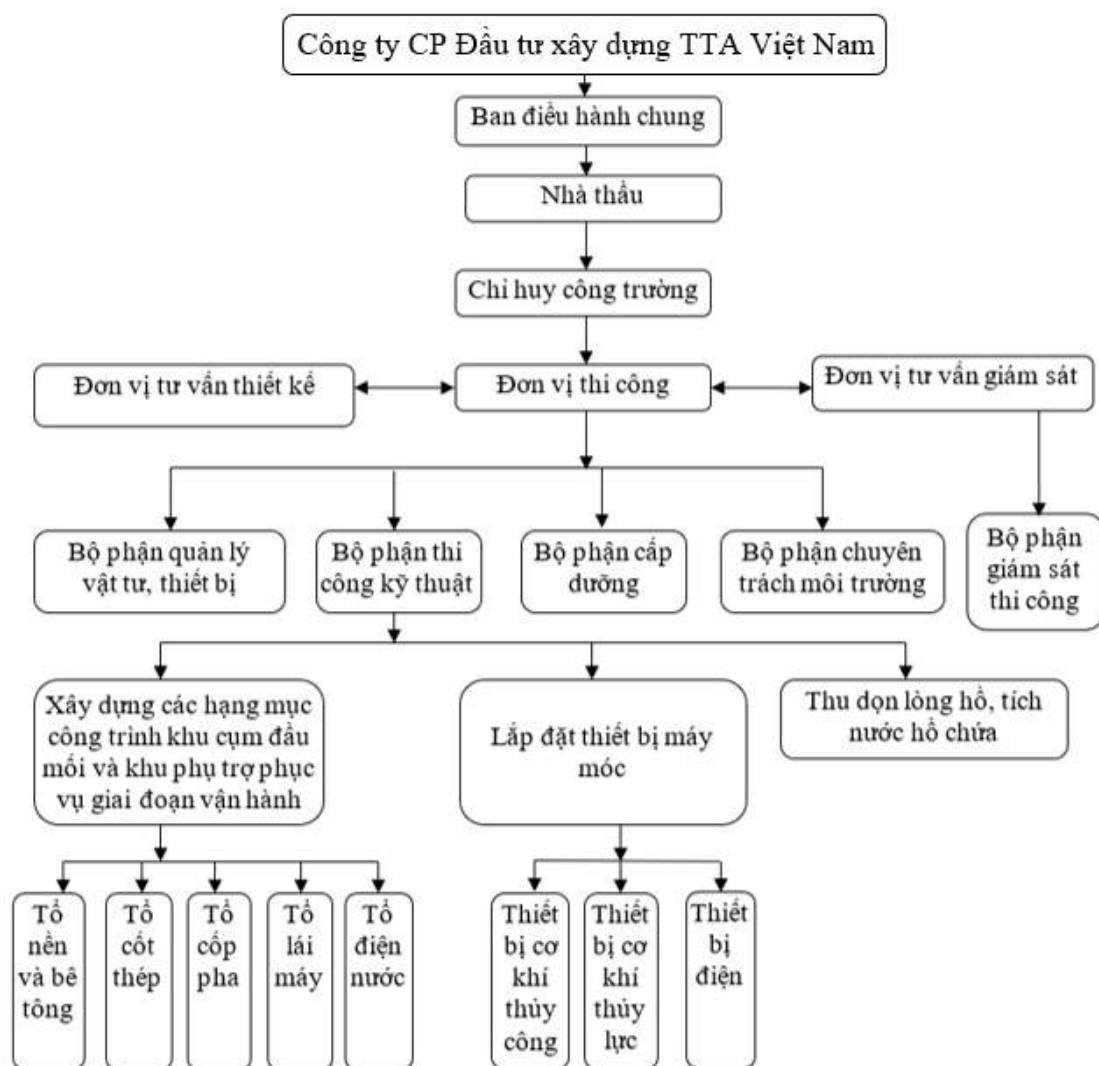 Công ty CP Đầu tư xây dựng TTA Việt Nam
Ban điều hành chung
Nhà thầu
Chỉ huy công trường
Đơn vị tư vấn thiết kế
Đơn vị thi công
Đơn vị tư vấn giám sát
Bộ phận quản lý
vật tư, thiết bị
Bộ phận thi
công kỹ thuật
Bộ phận cấp
dưỡng
Bộ phận chuyên
trách môi trường
Bộ phận
giám sát
thi công
Xây dựng các hạng mục
công trình khu cụm đầu
mối và khu phụ trợ phục
vụ giai đoạn vận hành
Lắp đặt thiết bị máy
móc
Thu dọn lòng hồ, tích
nước hồ chứa
Tổ
nền
và bê
tông
Tổ
cốt
thép
Tổ
cốp
pha
Tổ
lái
máy
Tổ
điện
nước
Thiết
bị cơ
khí
thủy
công
Thiết
bị cơ
khí
thủy
lực
Thiết
bị
điện